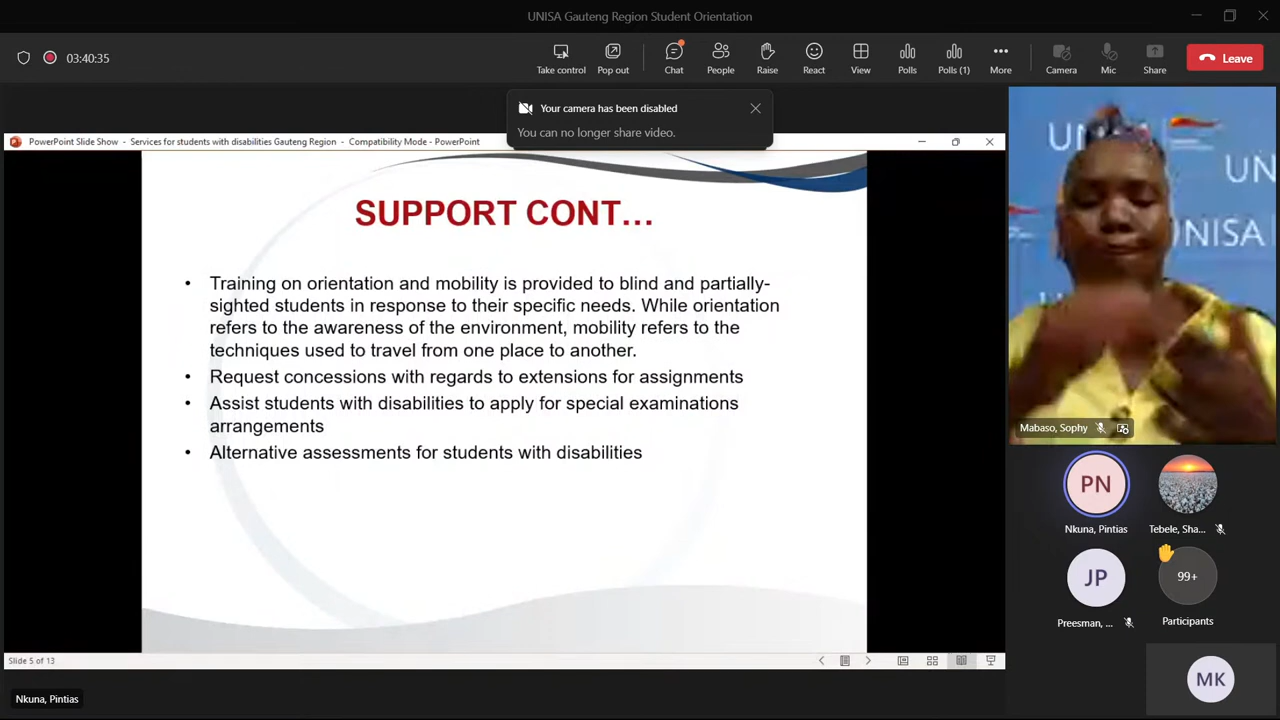 UNISA Gauteng Region Student Orientation
03:40:35
Take control
Pop out
Chat
People
Raise
React
View
Polls
Polls (1)
More
Camera
Mic
Share
Leave
Your camera has been disabled
You can no longer share video.
PowerPoint Slide Show - Services for students with disabilities Gauteng Region - Compatibility Mode - PowerPoint
SUPPORT CONT…
• Training on orientation and mobility is provided to blind and partially-
sighted students in response to their specific needs. While orientation
refers to the awareness of the environment, mobility refers to the
techniques used to travel from one place to another.
• Request concessions with regards to extensions for assignments
• Assist students with disabilities to apply for special examinations
arrangements
• Alternative assessments for students with disabilities
Slide 5 of 13
Nkuna, Pintias
UNISA
Mabaso, Sophy
PN
Nkuna, Pintias
Tebele, Sha...
JP
Preesman, ...
99+
Participants
MK